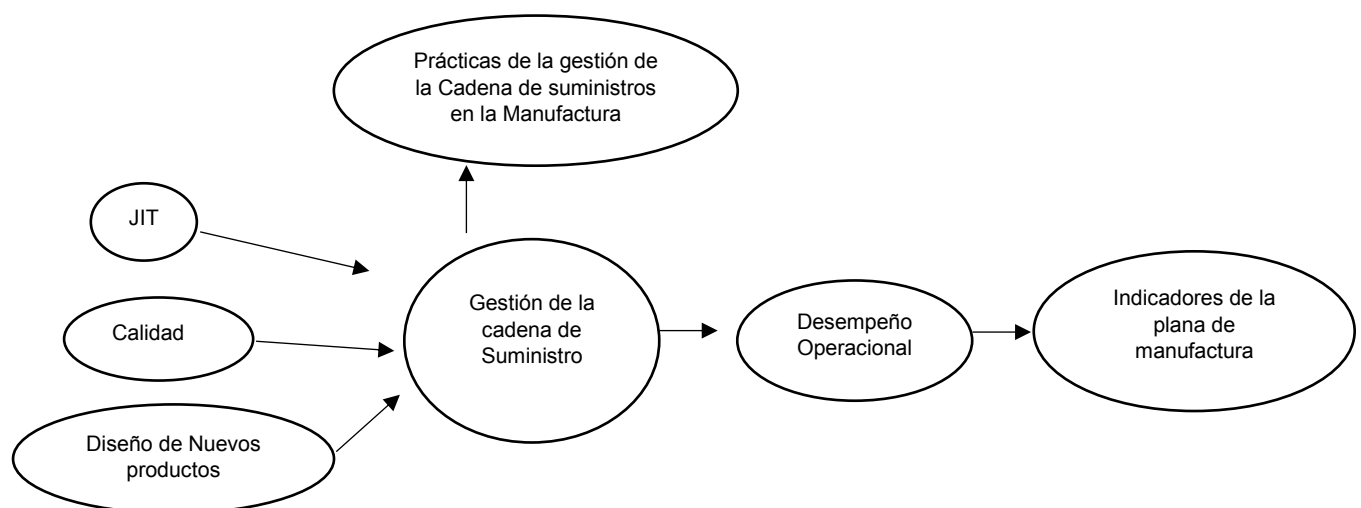 Prácticas de la gestión de
la Cadena de suministros
en la Manufactura
JIT
Calidad
Diseño de Nuevos
productos
Gestión de la
cadena de
Suministro
Desempeño
Operacional
Indicadores de la
plana de
manufactura